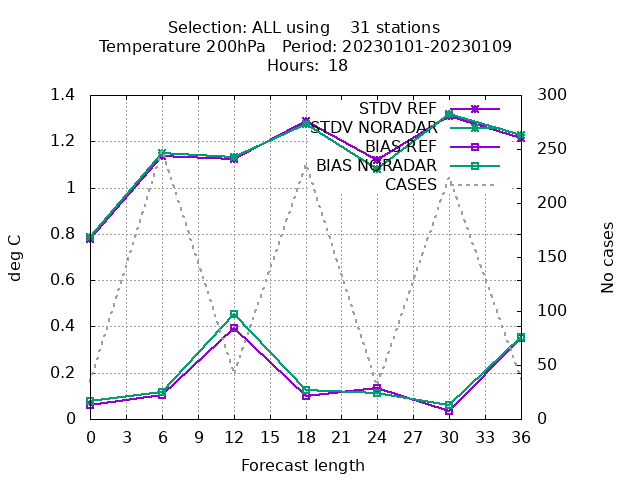 Selection: ALL using    31 stations
Temperature 200hPa   Period: 20230101-20230109
Hours:  18
1.4
1.2
1
0.8
0.6
0.4
0.2
0
300
250
200
150
100
50
0
deg C
No cases
STDV REF
STDV NORADAR
BIAS REF
BIAS NORADAR
CASES
0 3 6 9 12 15 18 21 24 27 30 33 36
Forecast length